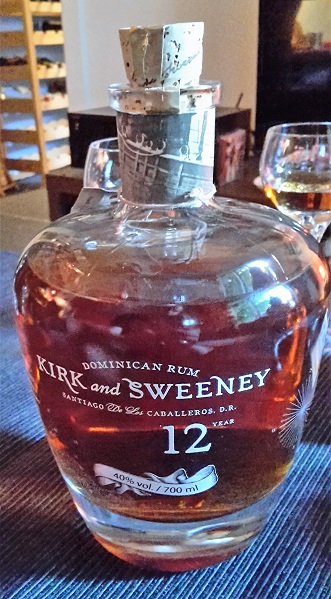 DOMINICAN RUM
KIRK and SWEENEY
SANTIAGO De Los CABALLEROS, D.R.
12 YEAR
40% vol. / 700 ml